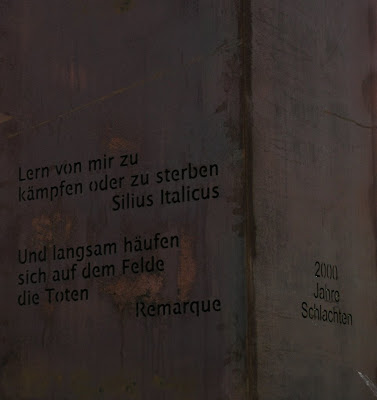 Lern von mir zu
kämpfen oder zu sterben
Silius Italicus
Und langsam häufen
sich auf dem Felde
die Toten
Remarque
2000
Jahre
Schlachten